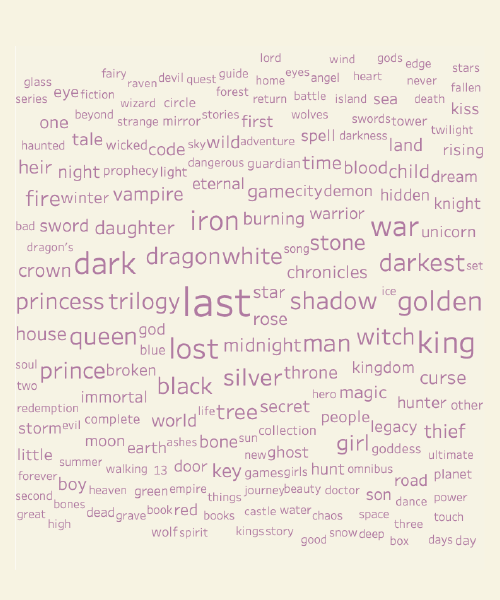 lord wind gods edge stars
glass fairy raven devil quest guide home eyes angel heart never fallen
series eye fiction wizard circle forest return battle island sea death kiss
one beyond strange mirror stories first wolves swords tower twilight
haunted tale wicked code sky wild adventure spell darkness land rising
heir night prophecy light dangerous guardian time blood child dream
fire winter vampire eternal game city demon hidden knight
bad sword daughter iron burning warrior war unicorn
dragon's crown dark dragon white song stone chronicles darkest set
princess trilogy last star shadow ice golden
house queen god rose
blue lost midnight man witch king
soul two prince broken black silver throne kingdom curse
redemption immortal life tree secret hero magic hunter other
storm evil complete world collection people legacy thief
little moon earth ashes bone sun new ghost girl goddess ultimate
forever summer walking 13 door key games girls hunt omnibus road planet
second boy heaven green empire things journey beauty doctor son dance power
great bones dead grave book red books castle water chaos space three touch
high wolf spirit kings story good snow deep box days day